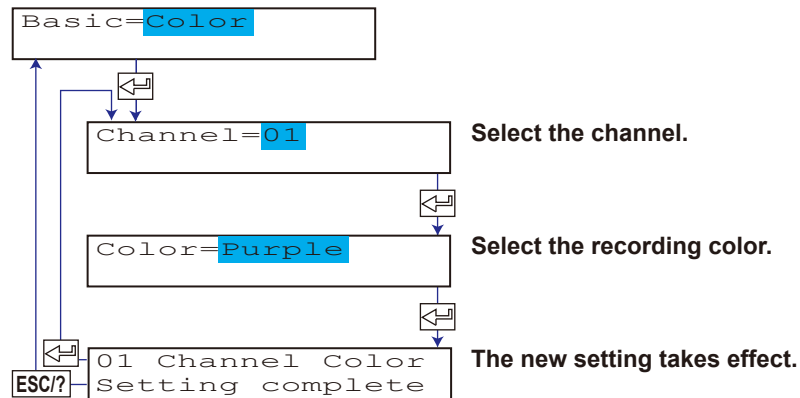 Basic=Color
Channel=01
Select the channel.
Color=Purple
Select the recording color.
01 Channel Color
Setting complete
The new setting takes effect.
ESC/?